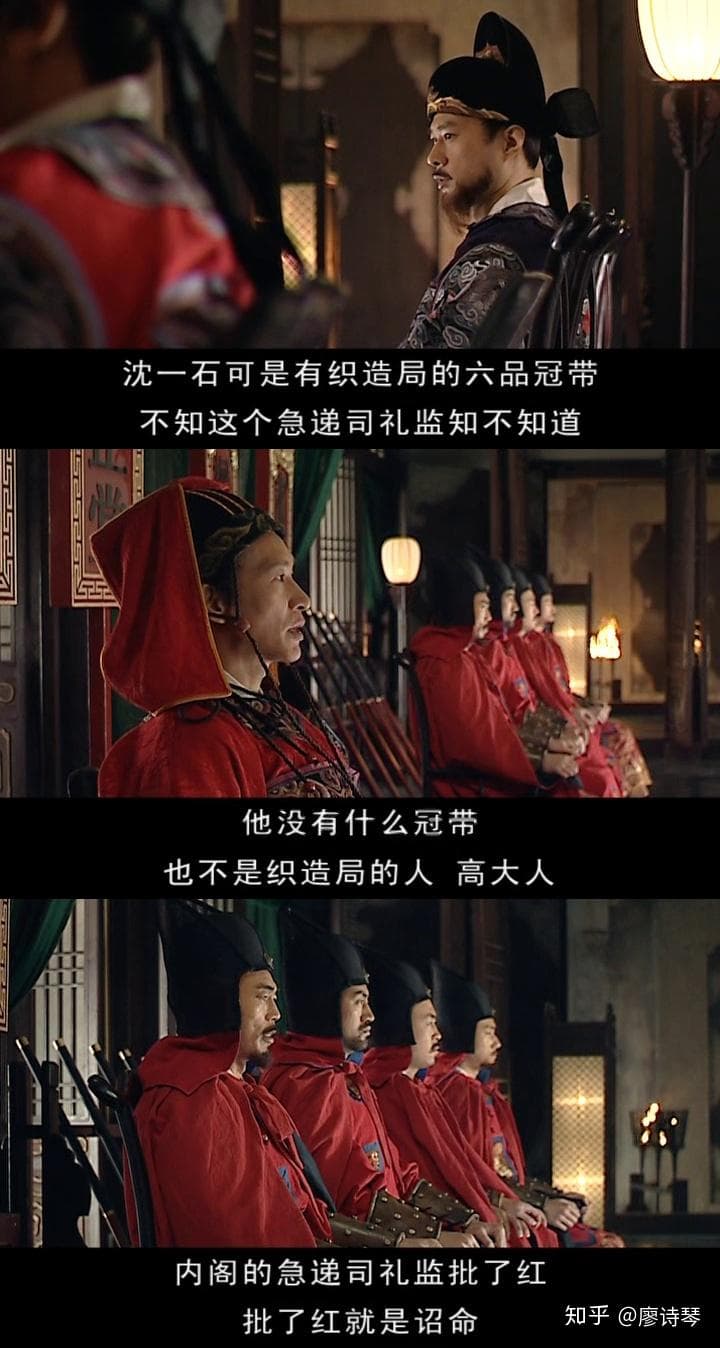 沈一石可是有织造局的六品冠带
不知这个急递司礼监知不知道
他没有什么冠带
也不是织造局的人 高大人
内阁的急递司礼监批了红
批了红就是诏命
知乎 @廖诗琴